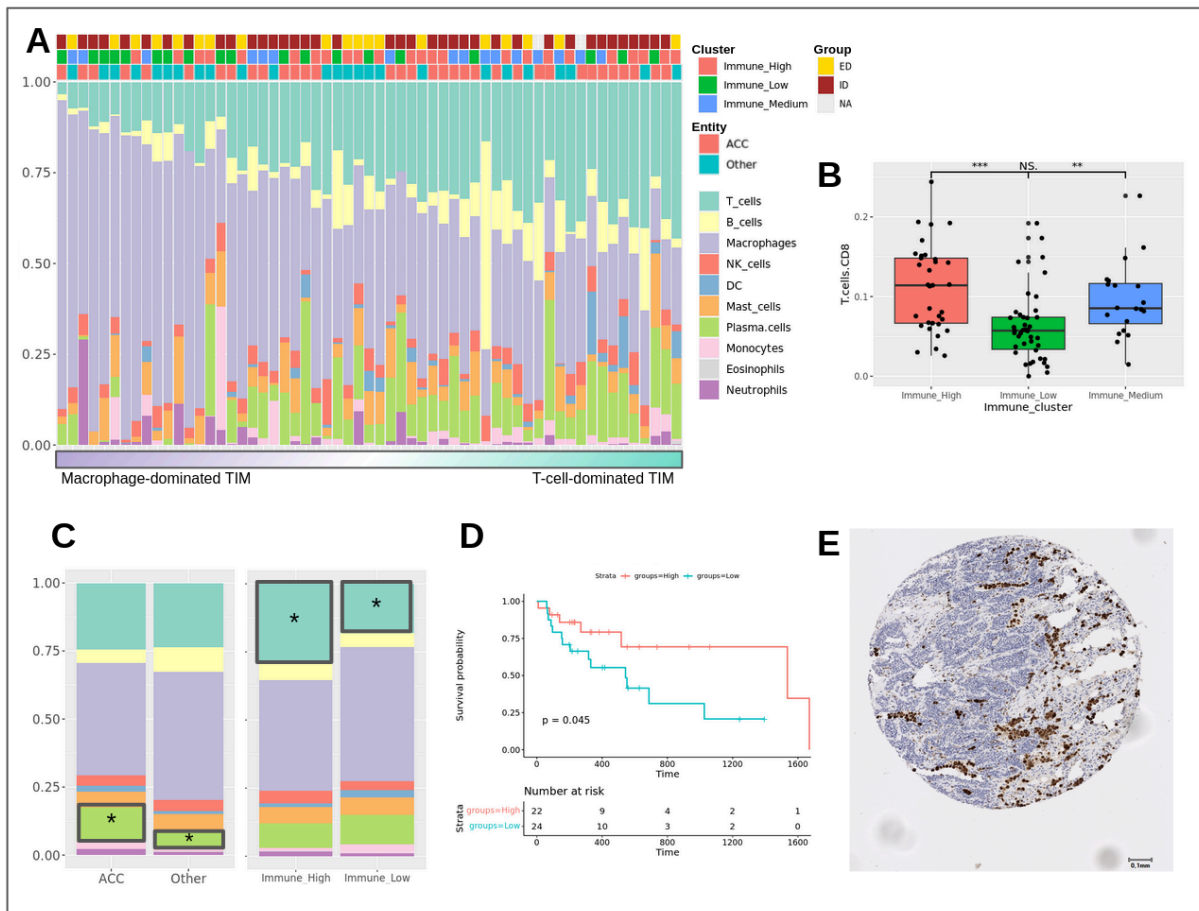 A
Cluster
Immune_High
Immune_Low
Immune_Medium
Group
ED
ID
NA
Entity
ACC
Other
T_cells
B_cells
Macrophages
NK_cells
DC
Mast_cells
Plasma.cells
Monocytes
Eosinophils
Neutrophils
1.00
0.75
0.50
0.25
0.00
Macrophage-dominated TIM
T-cell-dominated TIM
B
*** NS. **
T.cells.CD8
0.2
0.1
0.0
Immune_High Immune_Low Immune_Medium
Immune_cluster
C
1.00
0.75
0.50
0.25
0.00
*
*
*
*
ACC Other
Immune_High Immune_Low
D
Strata groups=High groups=Low
Survival probability
1.00
0.75
0.50
0.25
0.00
p = 0.045
0 400 800 1200 1600
Time
Number at risk
Strata
groups=High 22 9 4 2 1
groups=Low 24 10 3 2 0
0 400 800 1200 1600
Time
E
0.1mm